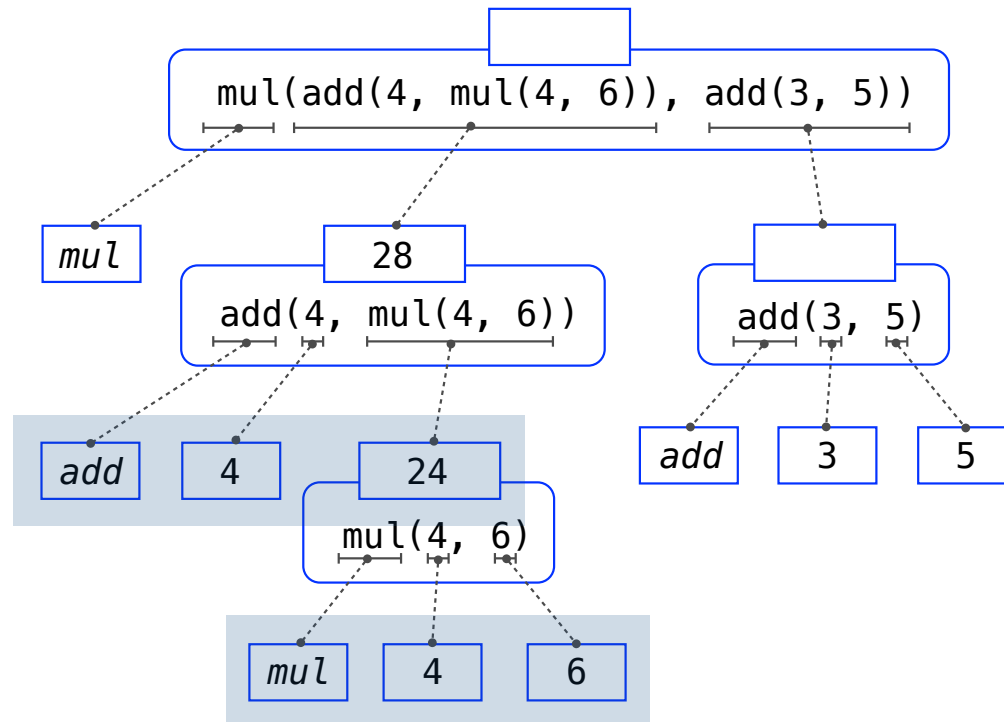 mul(add(4, mul(4, 6)), add(3, 5))
mul
28
add(4, mul(4, 6))
add(3, 5)
add
4
24
add
3
5
mul(4, 6)
mul
4
6